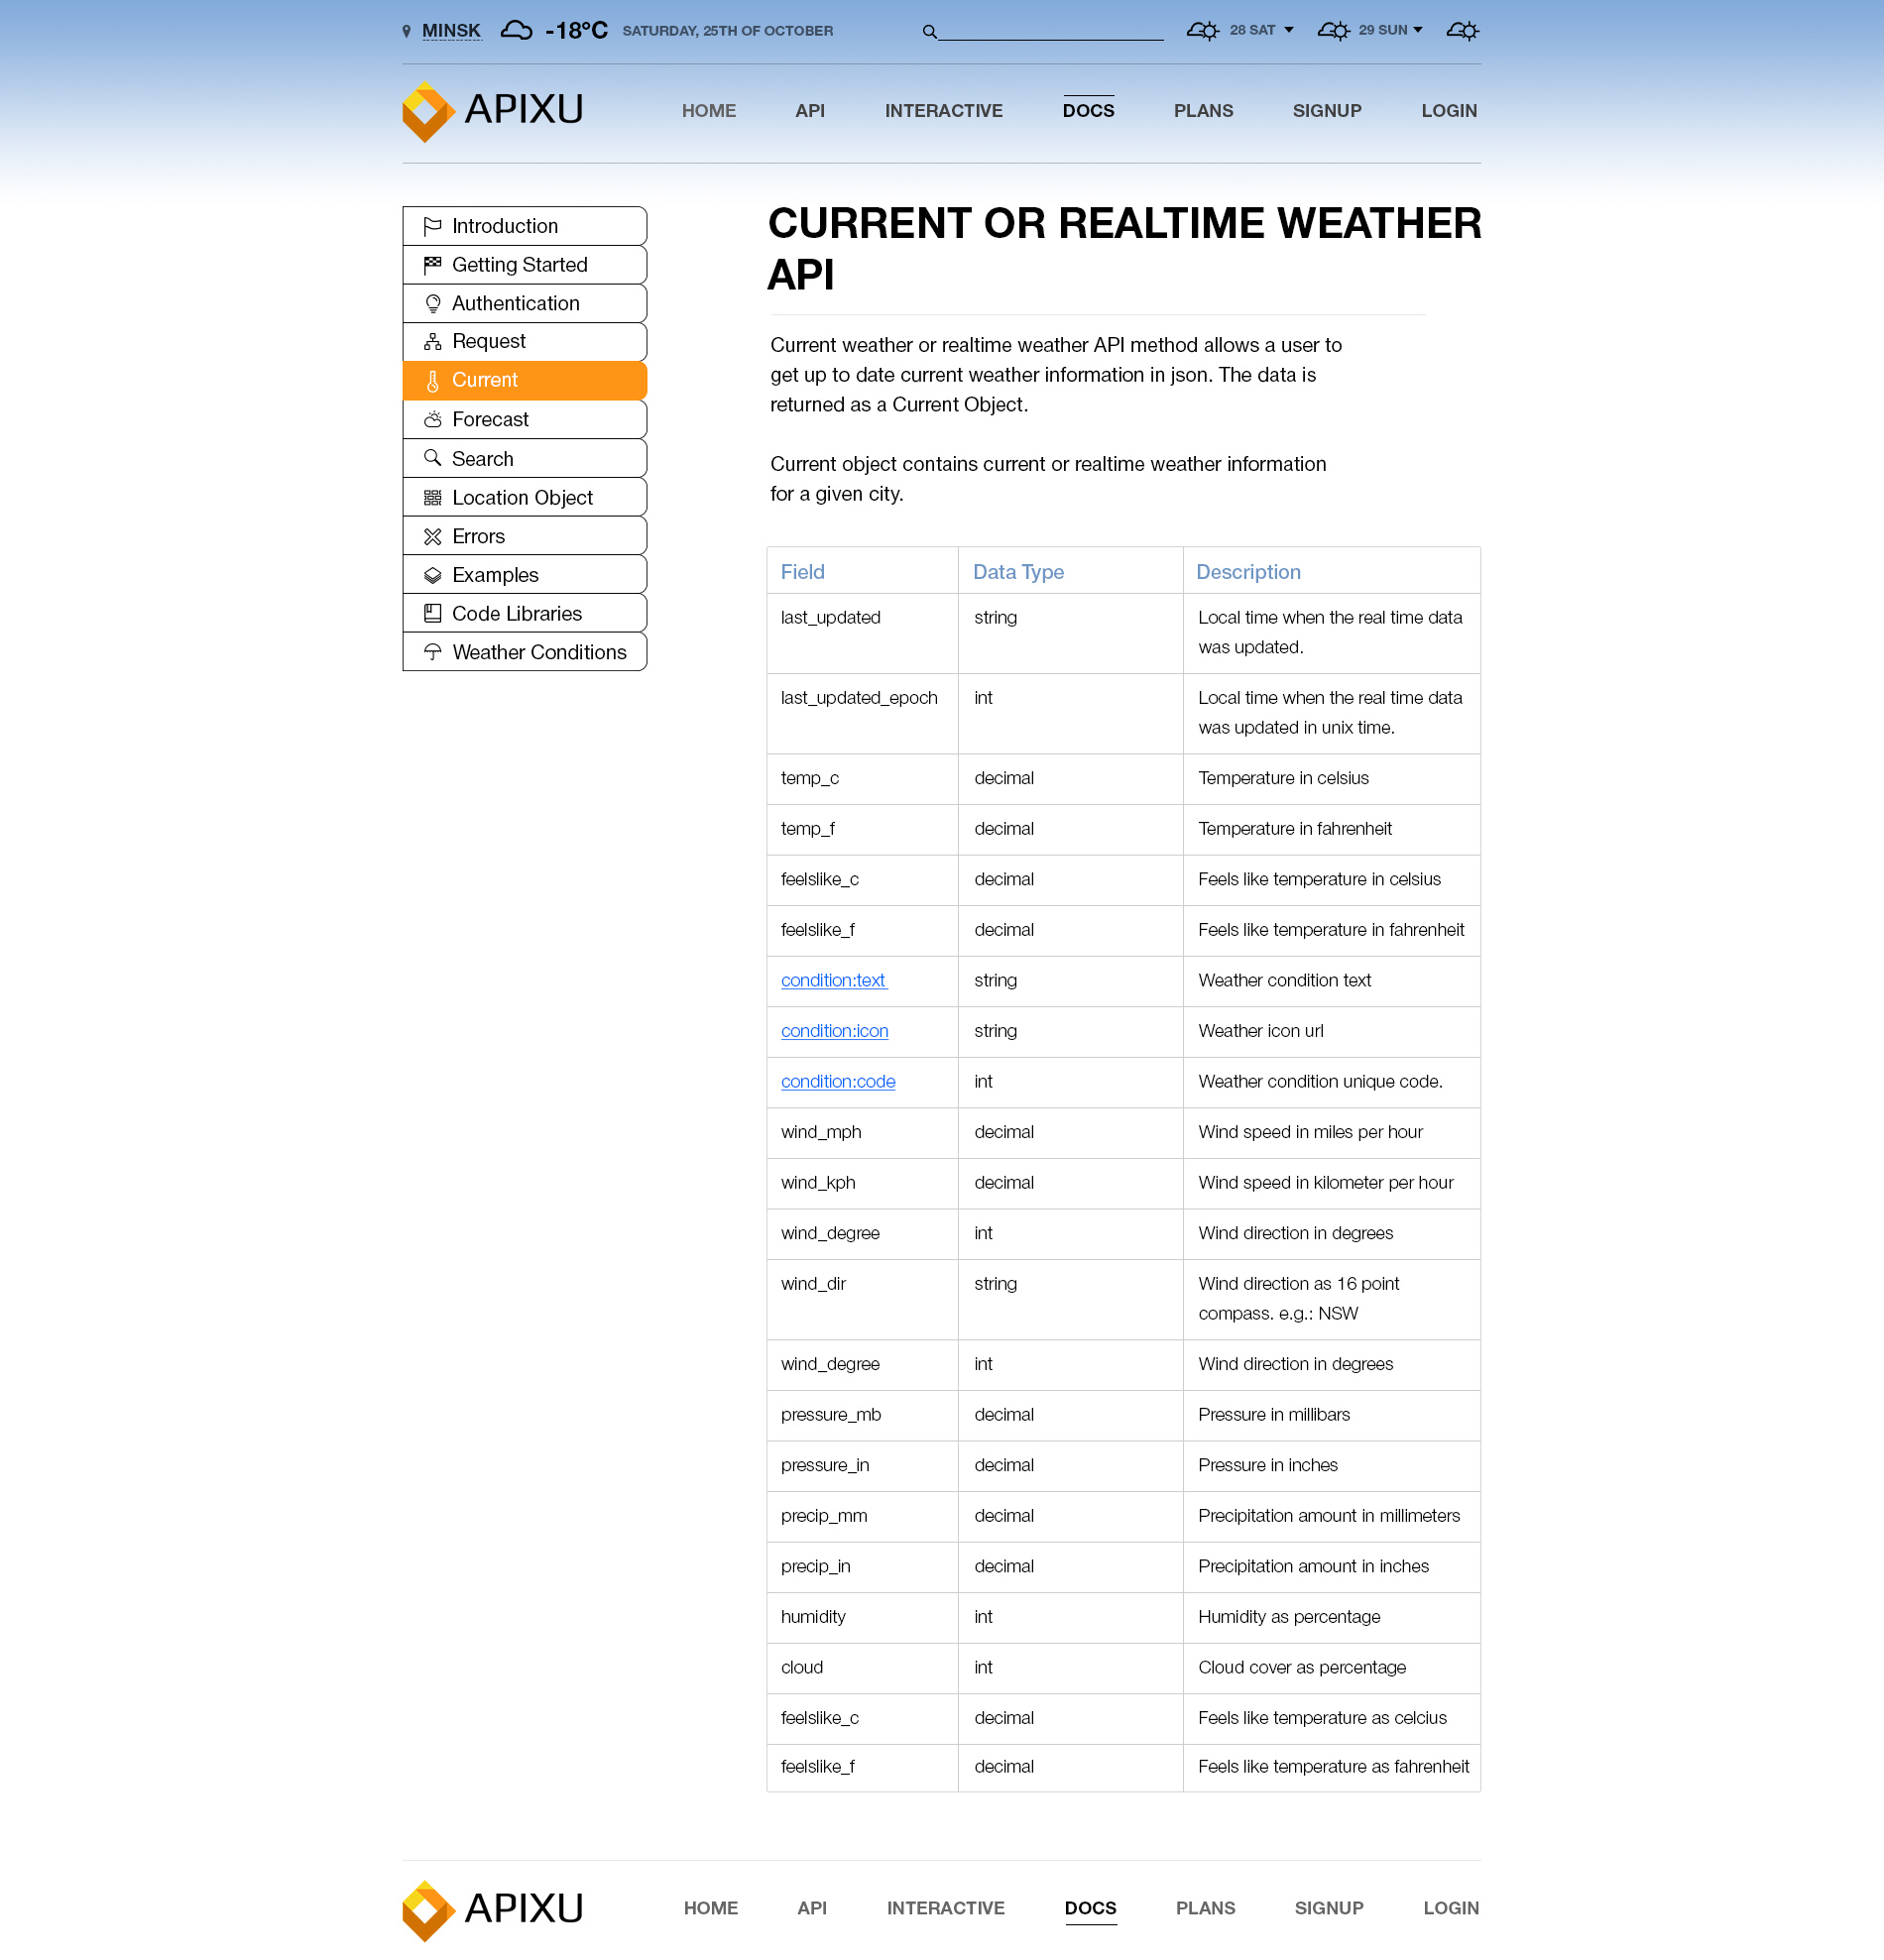 MINSK -18°C SATURDAY, 25TH OF OCTOBER 28 SAT 29 SUN
APIXU HOME API INTERACTIVE DOCS PLANS SIGNUP LOGIN
Introduction
Getting Started
Authentication
Request
Current
Forecast
Search
Location Object
Errors
Examples
Code Libraries
Weather Conditions
CURRENT OR REALTIME WEATHER
API
Current weather or realtime weather API method allows a user to
get up to date current weather information in json. The data is
returned as a Current Object.
Current object contains current or realtime weather information
for a given city.
Field Data Type Description
last_updated string Local time when the real time data
was updated.
last_updated_epoch int Local time when the real time data
was updated in unix time.
temp_c decimal Temperature in celsius
temp_f decimal Temperature in fahrenheit
feelslike_c decimal Feels like temperature in celsius
feelslike_f decimal Feels like temperature in fahrenheit
condition:text string Weather condition text
condition:icon string Weather icon url
condition:code int Weather condition unique code.
wind_mph decimal Wind speed in miles per hour
wind_kph decimal Wind speed in kilometer per hour
wind_degree int Wind direction in degrees
wind_dir string Wind direction as 16 point
compass. e.g.: NSW
wind_degree int Wind direction in degrees
pressure_mb decimal Pressure in millibars
pressure_in decimal Pressure in inches
precip_mm decimal Precipitation amount in millimeters
precip_in decimal Precipitation amount in inches
humidity int Humidity as percentage
cloud int Cloud cover as percentage
feelslike_c decimal Feels like temperature as celcius
feelslike_f decimal Feels like temperature as fahrenheit
APIXU HOME API INTERACTIVE DOCS PLANS SIGNUP LOGIN